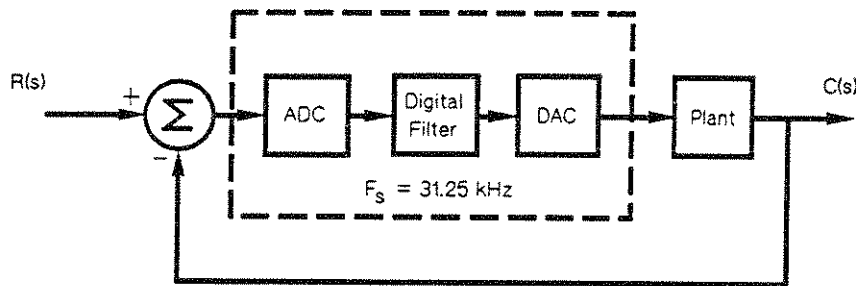 R(s)
+
Σ
−
ADC
Digital
Filter
DAC
Plant
C(s)
F_s = 31.25 kHz